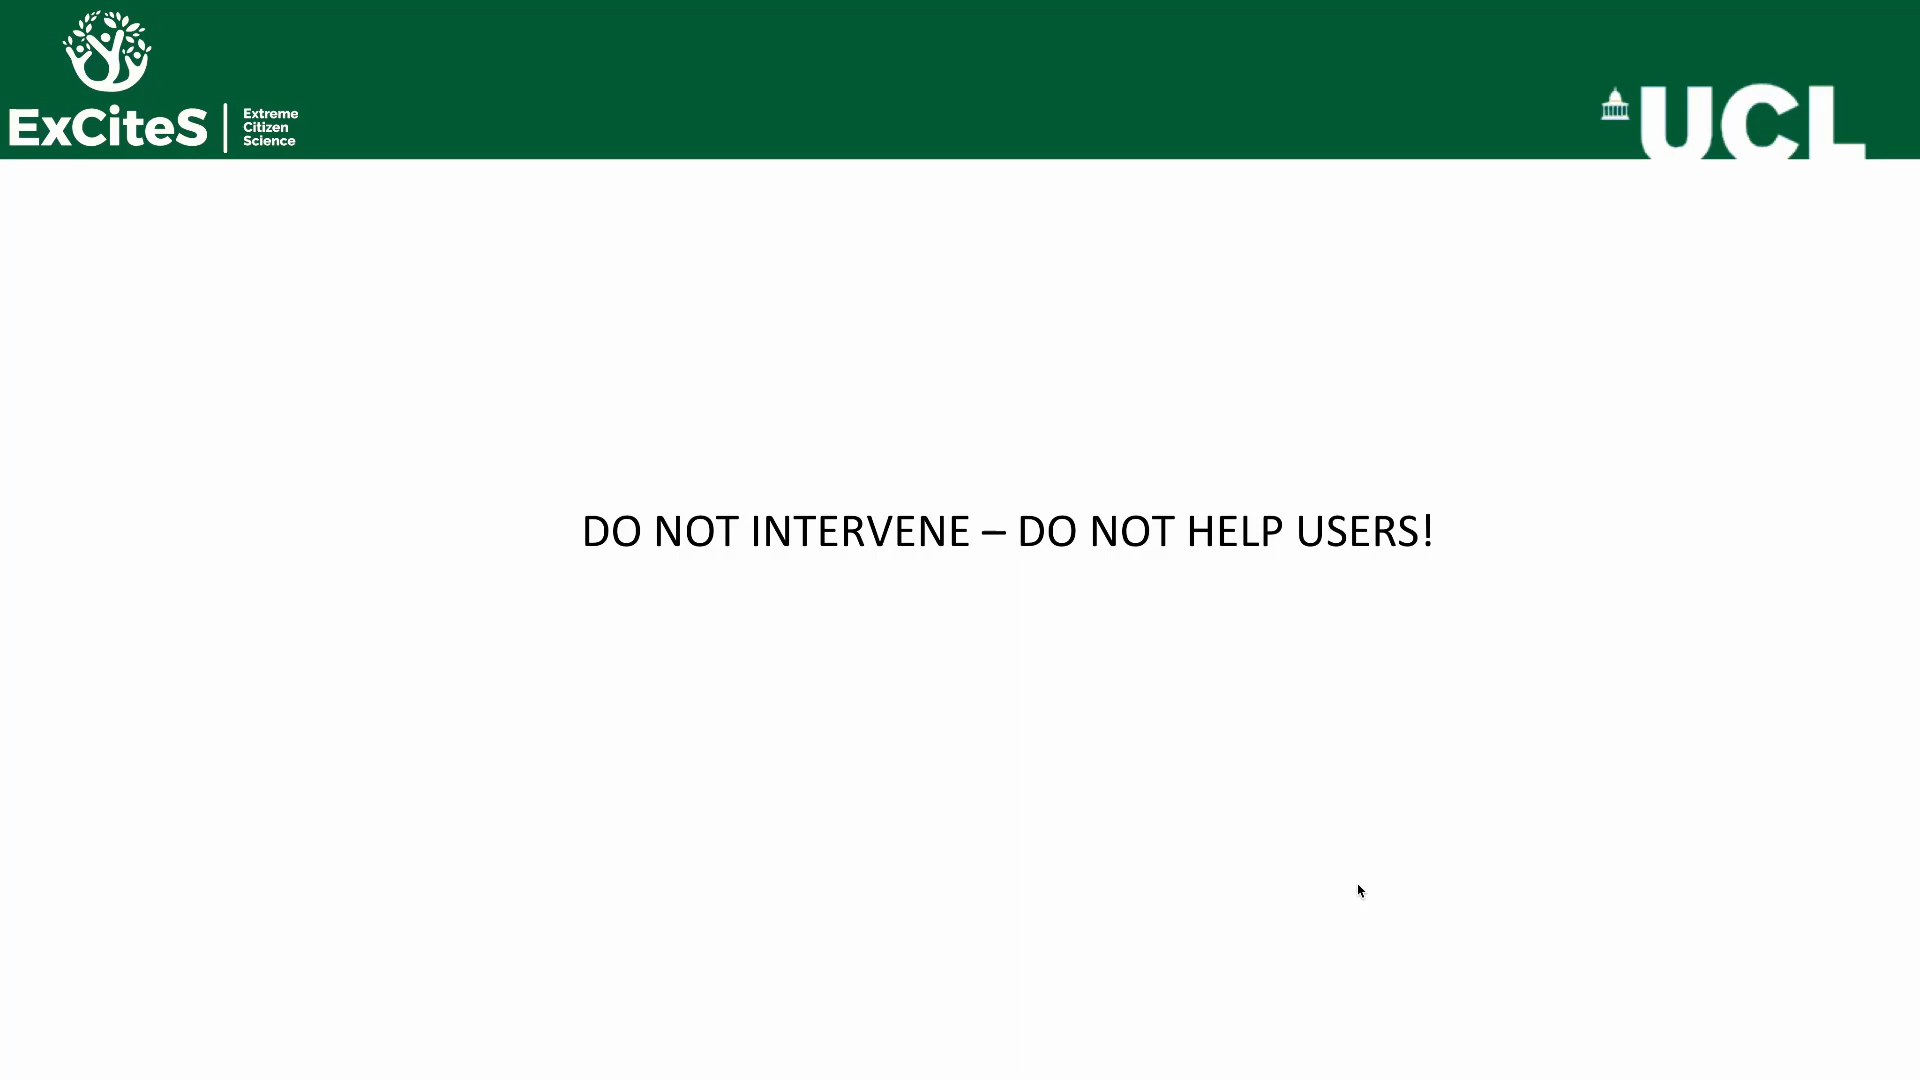 ExCiteS
Extreme
Citizen
Science
UCL
DO NOT INTERVENE – DO NOT HELP USERS!